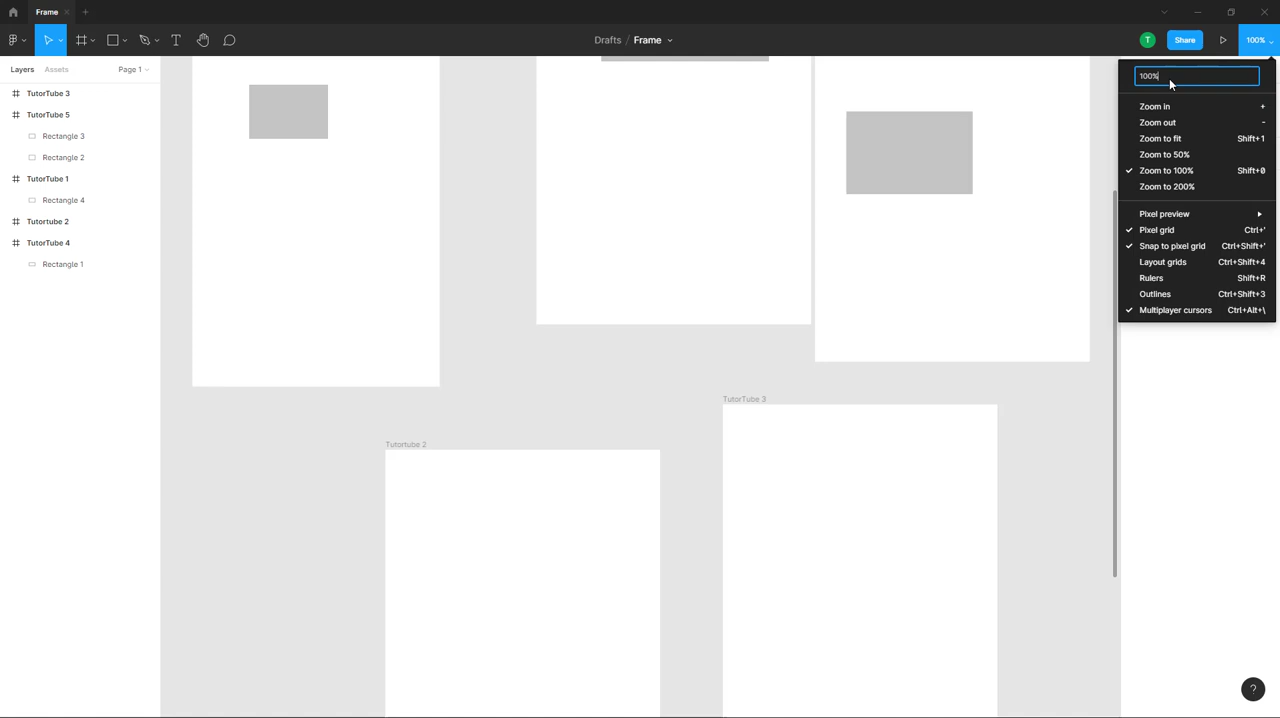 Frame
Drafts / Frame
T
Share
100%
Layers
Assets
Page 1
TutorTube 3
TutorTube 5
Rectangle 3
Rectangle 2
TutorTube 1
Rectangle 4
Tutortube 2
TutorTube 4
Rectangle 1
TutorTube 3
Tutortube 2
100%
Zoom in +
Zoom out -
Zoom to fit Shift+1
Zoom to 50%
Zoom to 100% Shift+0
Zoom to 200%
Pixel preview
Pixel grid Ctrl+'
Snap to pixel grid Ctrl+Shift+'
Layout grids Ctrl+Shift+4
Rulers Shift+R
Outlines Ctrl+Shift+3
Multiplayer cursors Ctrl+Alt+\
?